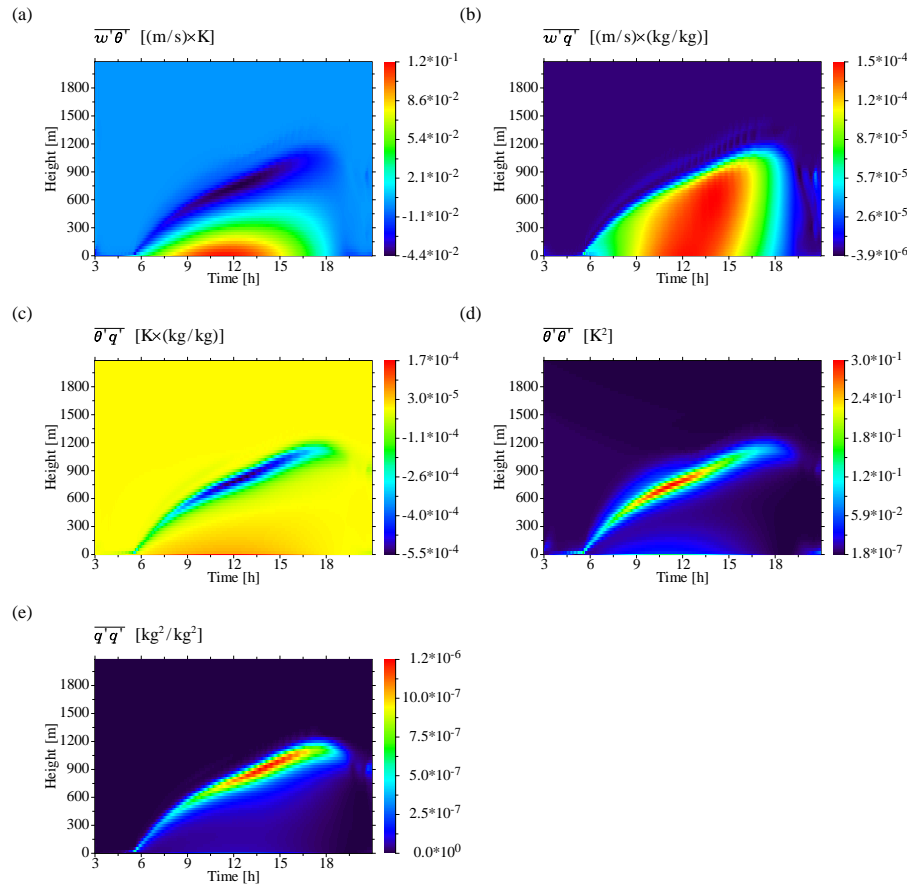 (a)
w'θ' [(m/s)×K]
1.2*10⁻¹
8.6*10⁻²
5.4*10⁻²
2.1*10⁻²
-1.1*10⁻²
-4.4*10⁻²
1800
1500
1200
900
600
300
0
Height [m]
3 6 9 12 15 18
Time [h]
(b)
w'q' [(m/s)×(kg/kg)]
1.5*10⁻⁴
1.2*10⁻⁴
8.7*10⁻⁵
5.7*10⁻⁵
2.6*10⁻⁵
-3.9*10⁻⁶
1800
1500
1200
900
600
300
0
Height [m]
3 6 9 12 15 18
Time [h]
(c)
θ'q' [K×(kg/kg)]
1.7*10⁻⁴
3.0*10⁻⁵
-1.1*10⁻⁴
-2.6*10⁻⁴
-4.0*10⁻⁴
-5.5*10⁻⁴
1800
1500
1200
900
600
300
0
Height [m]
3 6 9 12 15 18
Time [h]
(d)
θ'θ' [K²]
3.0*10⁻¹
2.4*10⁻¹
1.8*10⁻¹
1.2*10⁻¹
5.9*10⁻²
1.8*10⁻⁷
1800
1500
1200
900
600
300
0
Height [m]
3 6 9 12 15 18
Time [h]
(e)
q'q' [kg²/kg²]
1.2*10⁻⁶
10.0*10⁻⁷
7.5*10⁻⁷
5.0*10⁻⁷
2.5*10⁻⁷
0.0*10⁰
1800
1500
1200
900
600
300
0
Height [m]
3 6 9 12 15 18
Time [h]